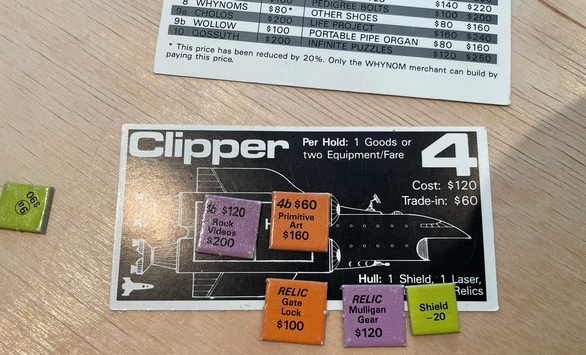 8 WHYNOMS $80*
9a CHOLOS $200
9b WOLLOW $100
10 QOSSUTH $200
PEDIGREE BOLTS $140 $220
OTHER SHOES $100 $200
LIFE PROJECT $160 $240
PORTABLE PIPE ORGAN $80 $160
INFINITE PUZZLES $120 $250
* This price has been reduced by 20%. Only the WHYNOM merchant can build by
paying this price.
Clipper
Per Hold: 1 Goods or
two Equipment/Fare
4
Cost: $120
Trade-in: $60
9a
$120
Rock
Videos
$200
H
4b $60
Primitive
Art
$160
Hull: 1 Shield, 1 Laser,
Relics
RELIC
Gate
Lock
$100
RELIC
Mulligan
Gear
$120
Shield
-20